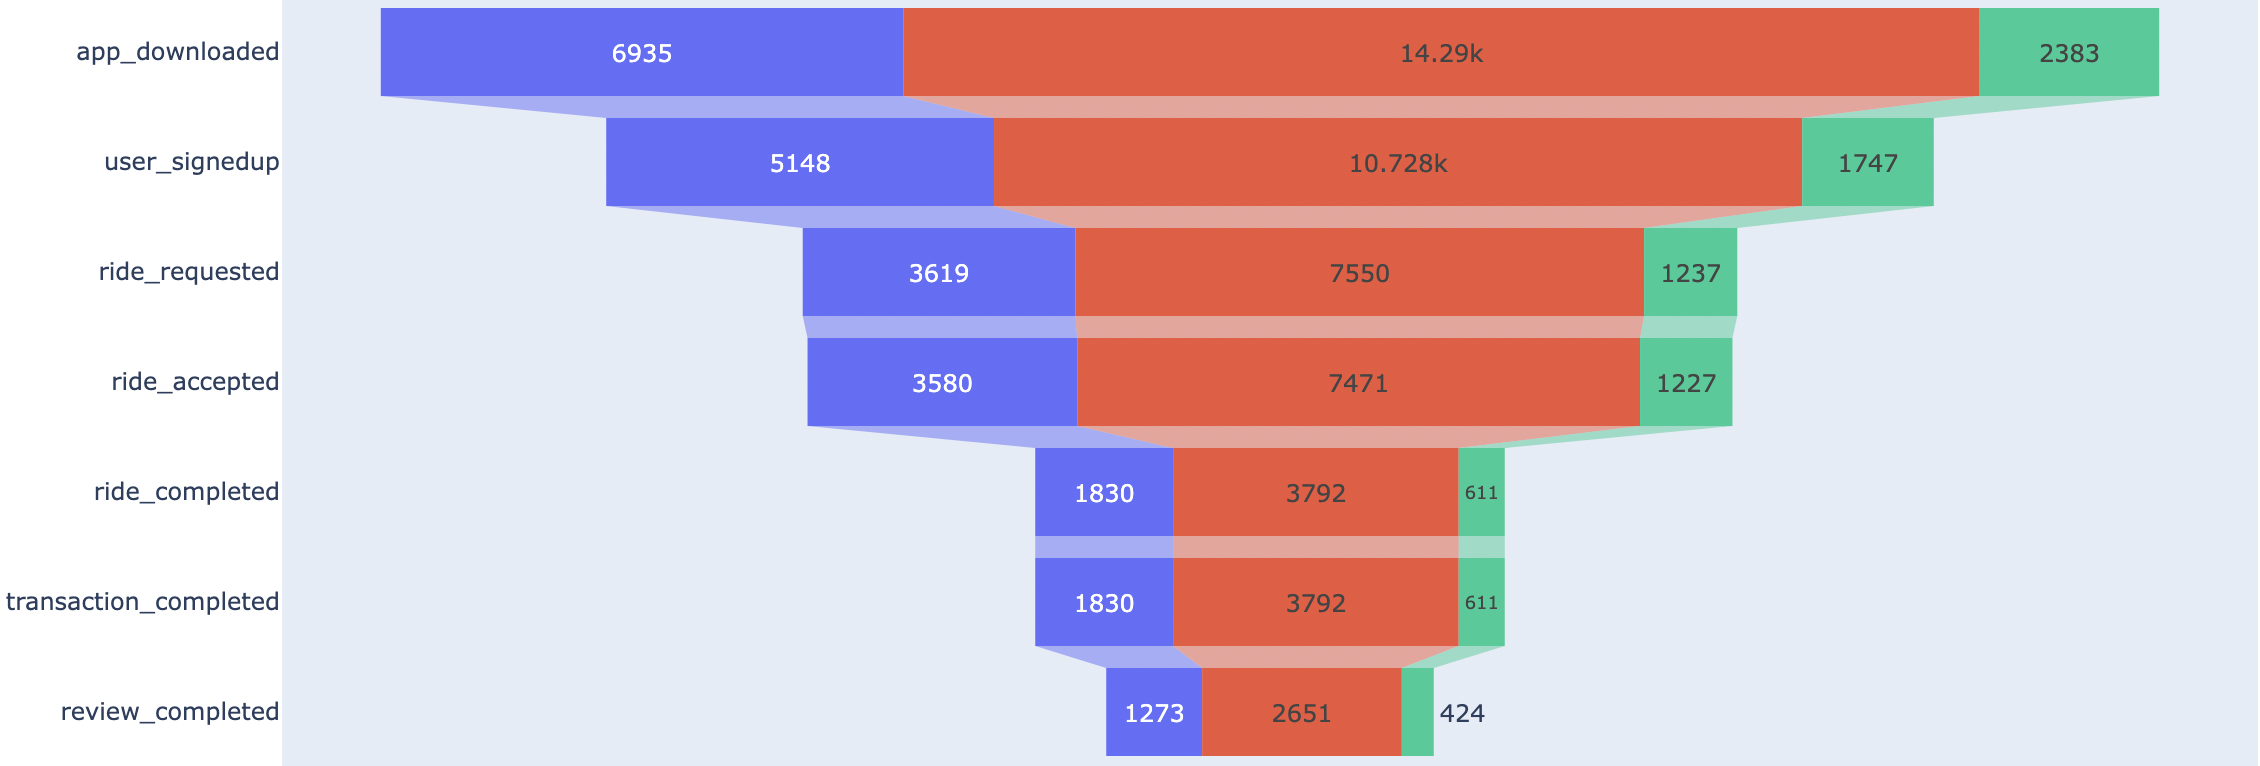 app_downloaded 6935 14.29k 2383
user_signedup 5148 10.728k 1747
ride_requested 3619 7550 1237
ride_accepted 3580 7471 1227
ride_completed 1830 3792 611
transaction_completed 1830 3792 611
review_completed 1273 2651 424